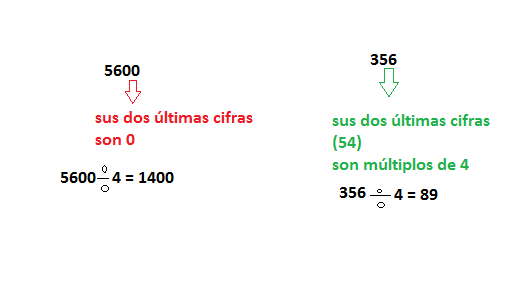 5600
sus dos últimas cifras
son 0
5600 ÷ 4 = 1400
356
sus dos últimas cifras
(54)
son múltiplos de 4
356 ÷ 4 = 89